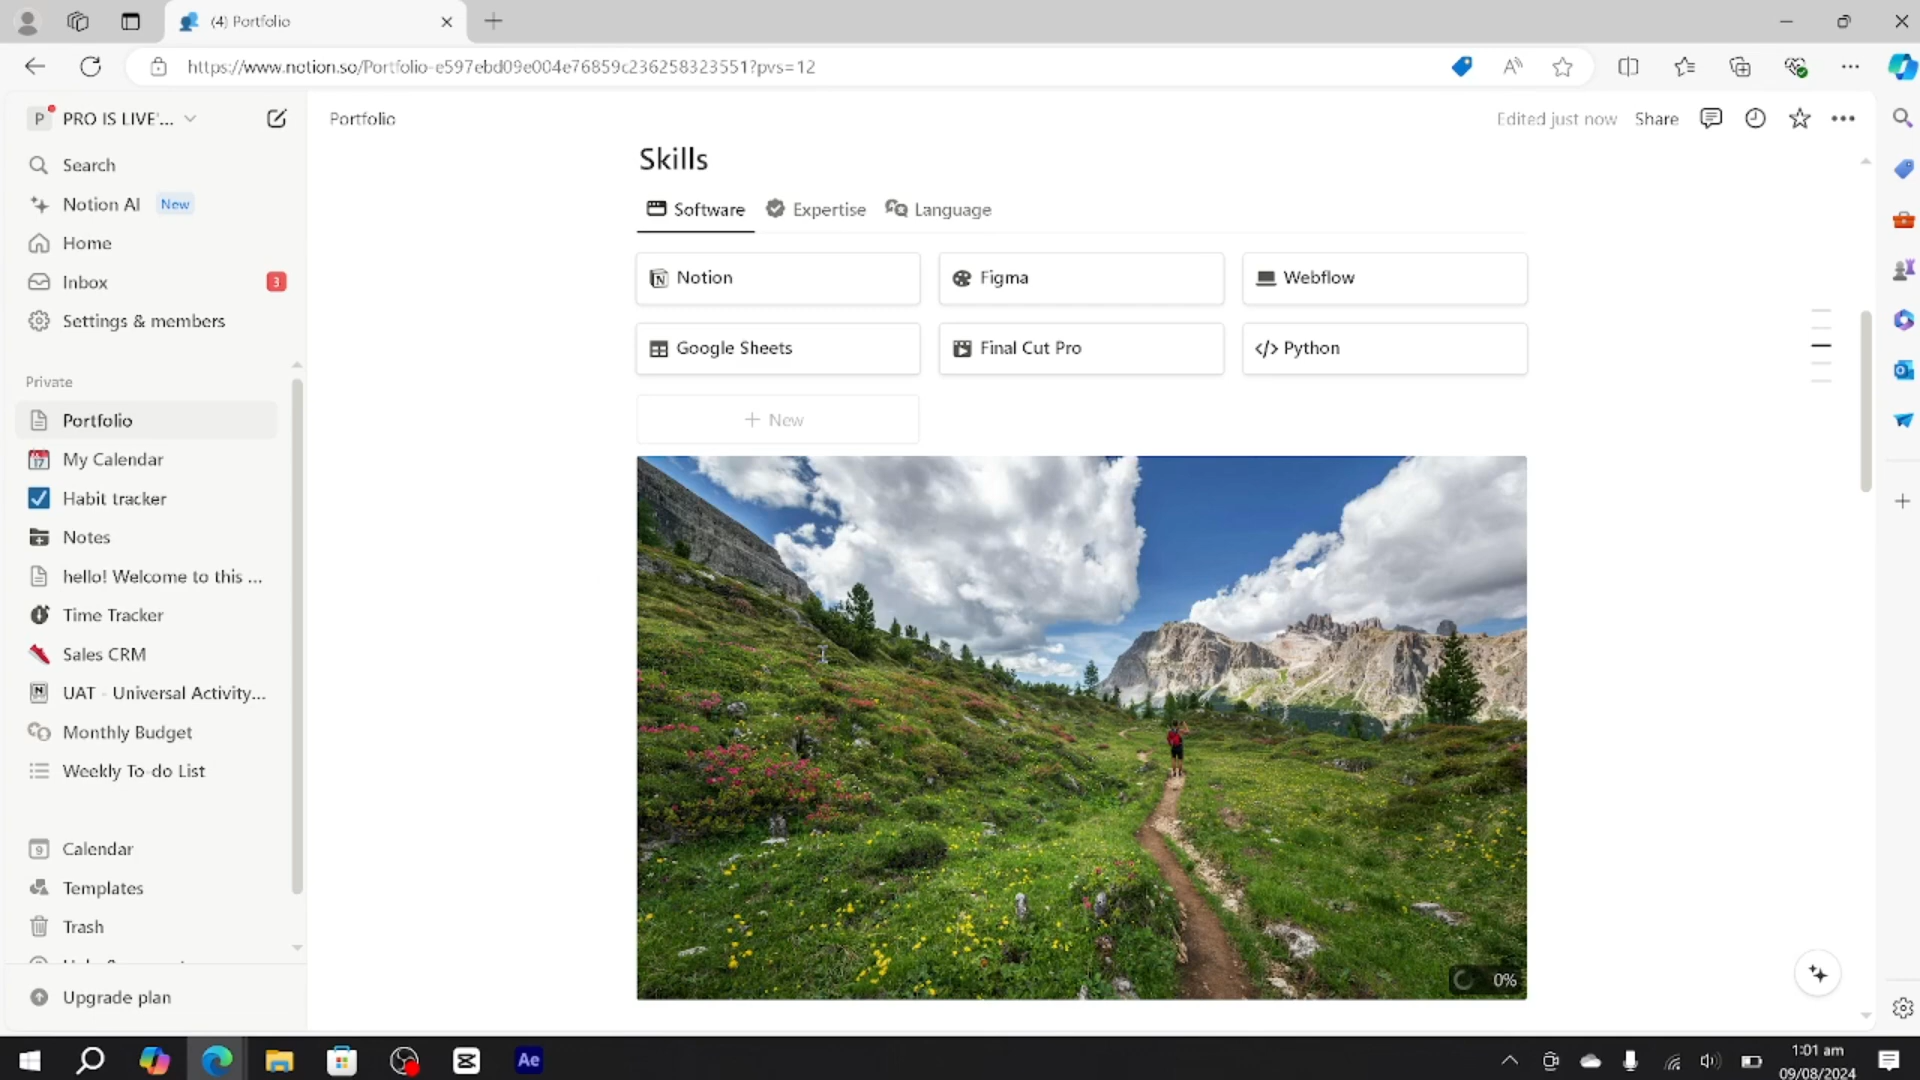 (4) Portfolio
https://www.notion.so/Portfolio-e597ebd09e004e76859c236258323551?pvs=12
P PRO IS LIVE'...
Portfolio
Edited just now
Share
Search
Notion AI New
Home
Inbox 3
Settings & members
Private
Portfolio
My Calendar
Habit tracker
Notes
hello! Welcome to this ...
Time Tracker
Sales CRM
UAT - Universal Activity...
Monthly Budget
Weekly To-do List
Calendar
Templates
Trash
Upgrade plan
Skills
Software
Expertise
Language
Notion
Figma
Webflow
Google Sheets
Final Cut Pro
</> Python
+ New
0%
Ae
1:01 am
09/08/2024